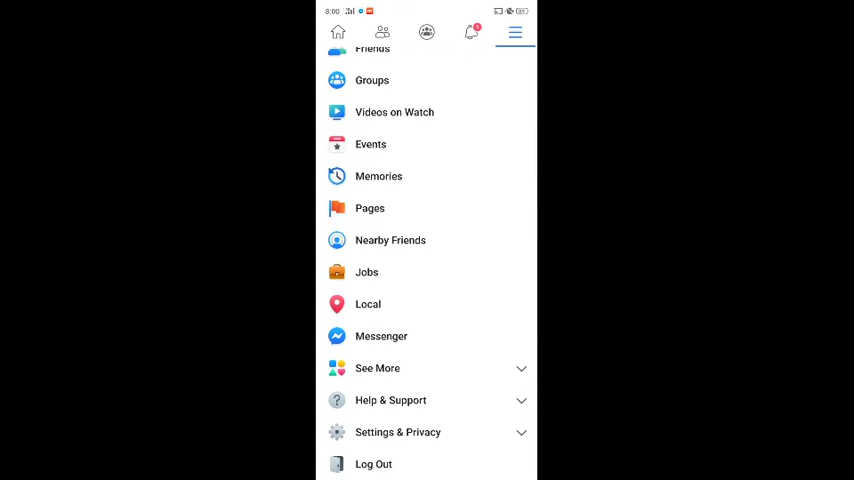 8:00
Friends
Groups
Videos on Watch
Events
Memories
Pages
Nearby Friends
Jobs
Local
Messenger
See More
Help & Support
Settings & Privacy
Log Out